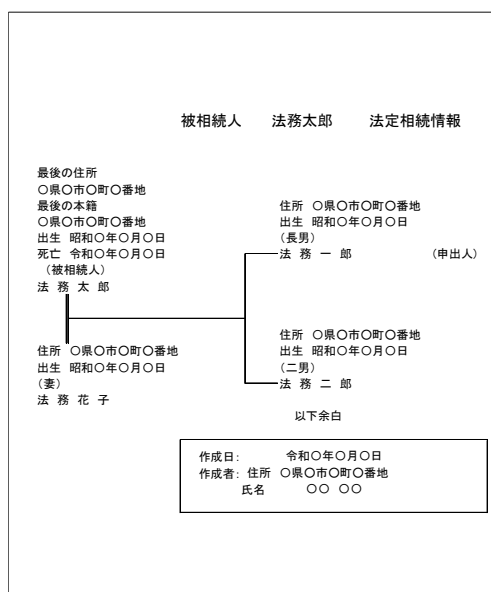 被相続人 法務太郎 法定相続情報
最後の住所
○県○市○町○番地
最後の本籍
○県○市○町○番地
出生 昭和○年○月○日
死亡 令和○年○月○日
(被相続人)
法 務 太 郎
住所 ○県○市○町○番地
出生 昭和○年○月○日
(妻)
法 務 花 子
住所 ○県○市○町○番地
出生 昭和○年○月○日
(長男)
法 務 一 郎 (申出人)
住所 ○県○市○町○番地
出生 昭和○年○月○日
(二男)
法 務 二 郎
以下余白
作成日: 令和○年○月○日
作成者: 住所 ○県○市○町○番地
氏名 ○○ ○○